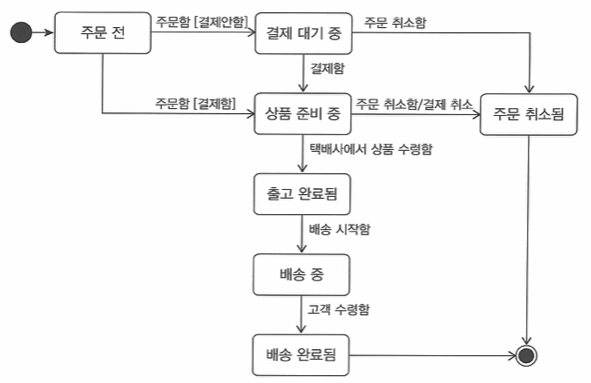 주문 전
주문함 [결제안함]
결제 대기 중
주문 취소함
결제함
주문함 [결제함]
상품 준비 중
주문 취소함/결제 취소
주문 취소됨
택배사에서 상품 수령함
출고 완료됨
배송 시작함
배송 중
고객 수령함
배송 완료됨